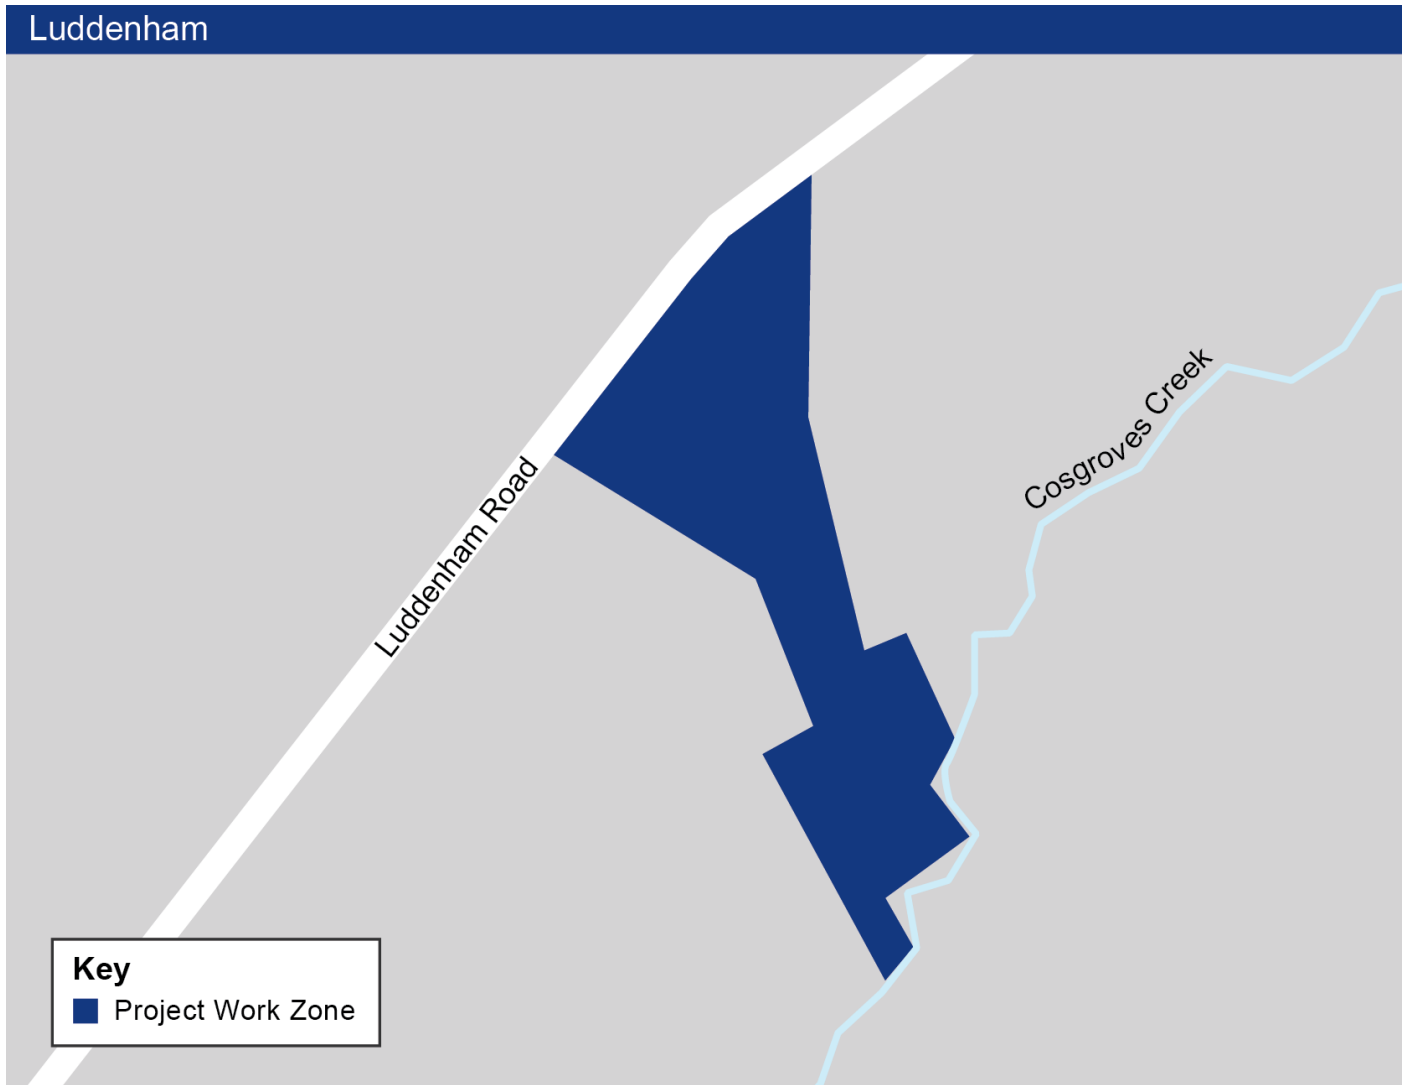 Luddenham
Cosgroves Creek
Luddenham Road
Key
Project Work Zone